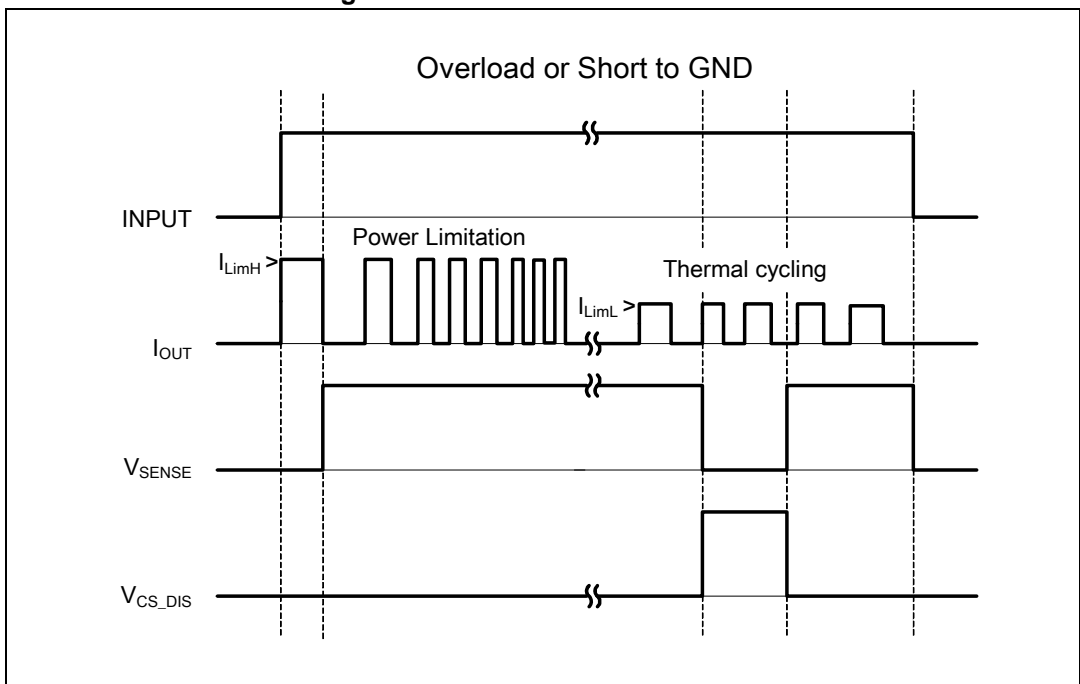 Overload or Short to GND
INPUT
Power Limitation
I_LimH >
Thermal cycling
I_LimL >
I_OUT
V_SENSE
V_CS_DIS